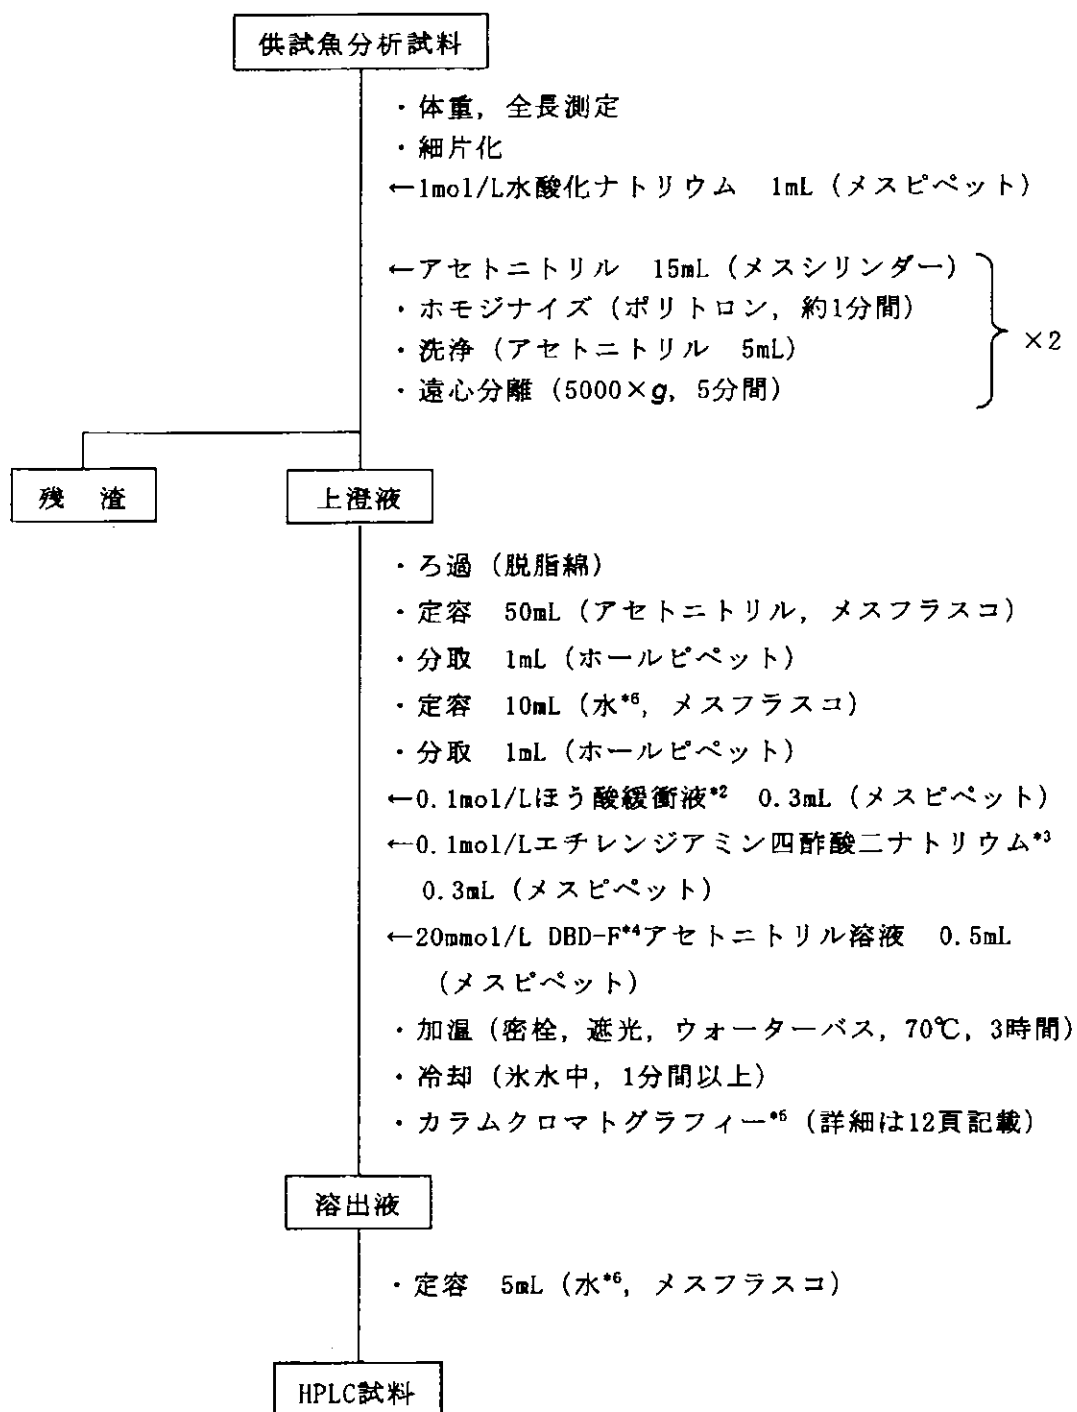 供試魚分析試料
・体重，全長測定
・細片化
←1mol/L水酸化ナトリウム　1mL（メスピペット）
←アセトニトリル　15mL（メスシリンダー）
・ホモジナイズ（ポリトロン，約1分間）
・洗浄（アセトニトリル　5mL）
・遠心分離（5000×g，5分間）
×2
残　渣
上澄液
・ろ過（脱脂綿）
・定容　50mL（アセトニトリル，メスフラスコ）
・分取　1mL（ホールピペット）
・定容　10mL（水*6，メスフラスコ）
・分取　1mL（ホールピペット）
←0.1mol/Lほう酸緩衝液*2　0.3mL（メスピペット）
←0.1mol/Lエチレンジアミン四酢酸二ナトリウム*3
0.3mL（メスピペット）
←20mmol/L DBD-F*4アセトニトリル溶液　0.5mL
（メスピペット）
・加温（密栓，遮光，ウォーターバス，70℃，3時間）
・冷却（氷水中，1分間以上）
・カラムクロマトグラフィー*5（詳細は12頁記載）
溶出液
・定容　5mL（水*6，メスフラスコ）
HPLC試料